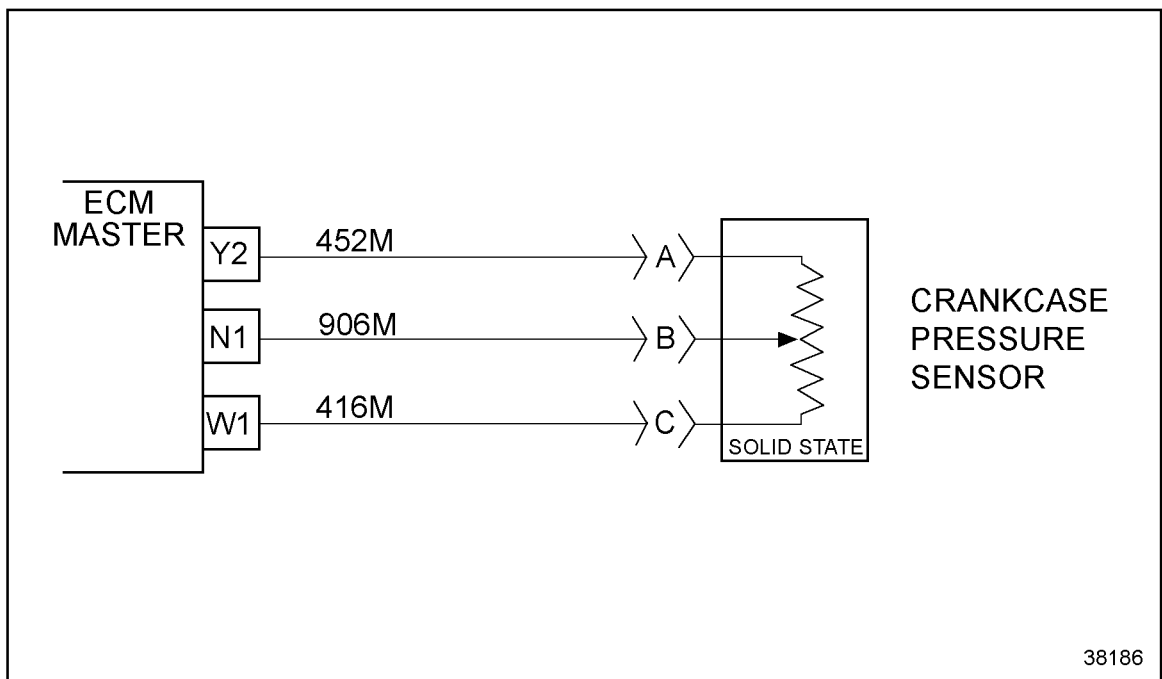 ECM
MASTER
Y2
452M
A
N1
906M
B
W1
416M
C
SOLID STATE
CRANKCASE
PRESSURE
SENSOR
38186